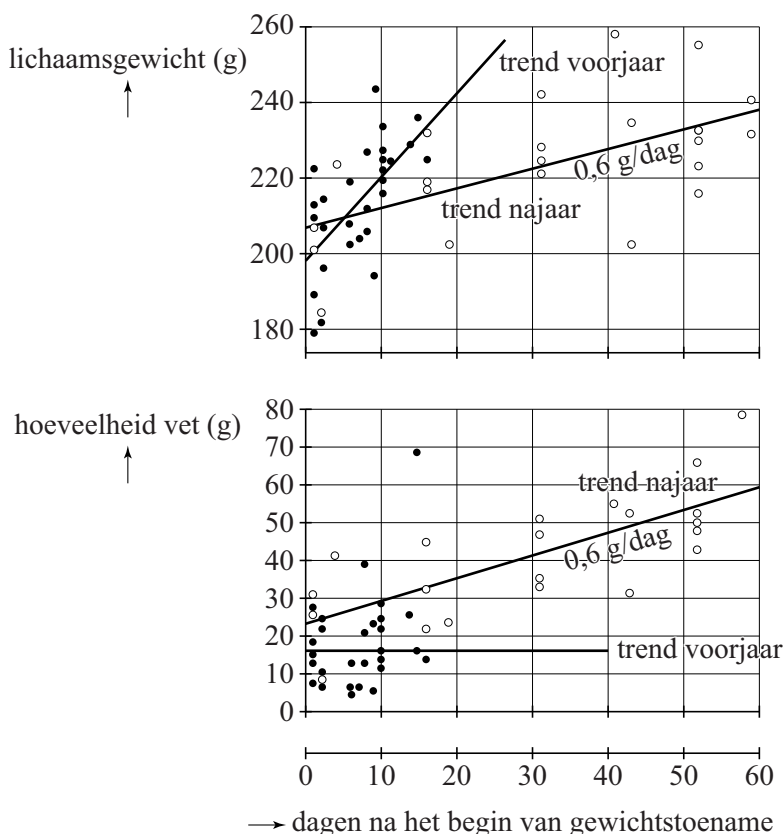 260
lichaamsgewicht (g)
trend voorjaar
240
0,6 g/dag
220
trend najaar
200
180
80
hoeveelheid vet (g)
70
60
trend najaar
50
0,6 g/dag
40
30
20
trend voorjaar
10
0
0 10 20 30 40 50 60
dagen na het begin van gewichtstoename